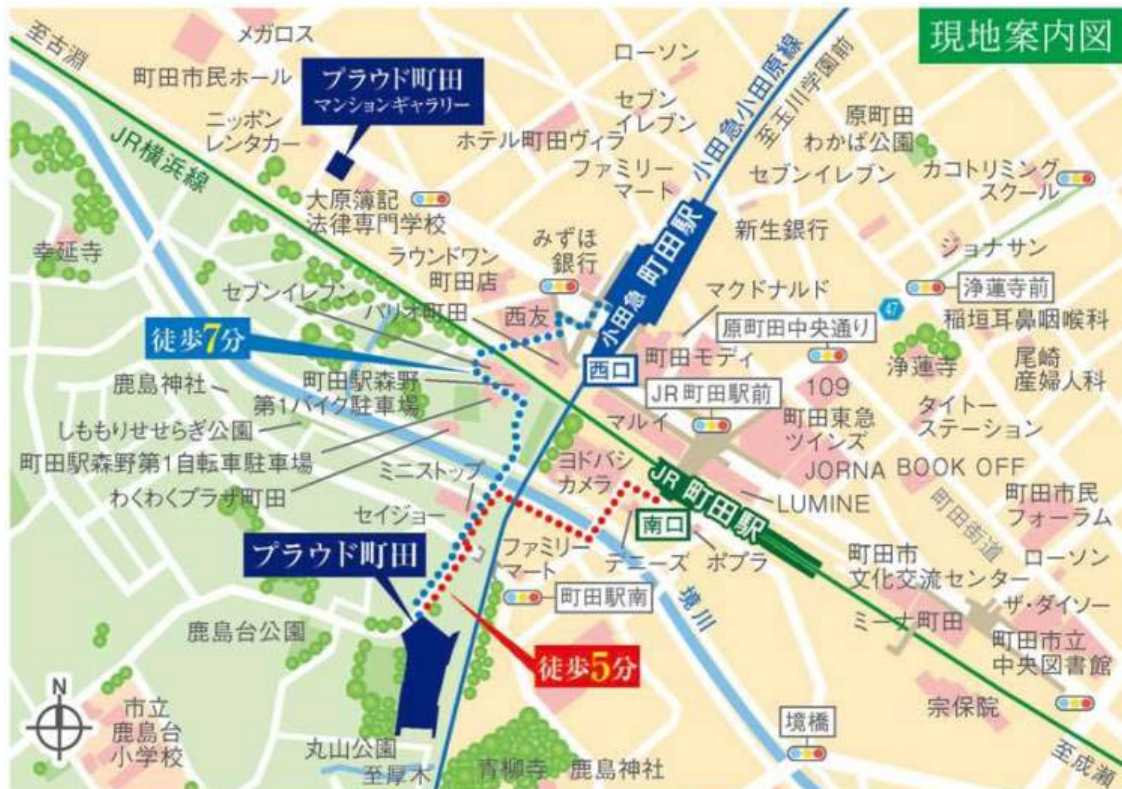 現地案内図
至古淵
メガロス
町田市民ホール
プラウド町田
マンションギャラリー
ニッポン
レンタカー
JR横浜線
ローソン
セブン
イレブン
ホテル町田ヴィラ
ファミリー
マート
小田急小田原線
至玉川学園前
原町田
わかば公園
セブンイレブン
カコトリミング
スクール
大原簿記
法律専門学校
幸延寺
ラウンドワン
町田店
みずほ
銀行
小田急 町田駅
新生銀行
ジョナサン
浄蓮寺前
47
セブンイレブン
パリオ町田
西友
マクドナルド
原町田中央通り
稲垣耳鼻咽喉科
徒歩7分
西口
町田モディ
浄蓮寺
尾崎
産婦人科
鹿島神社
町田駅森野
第1バイク駐車場
JR町田駅前
109
しももりせせらぎ公園
マルイ
町田東急
ツインズ
タイトー
ステーション
町田駅森野第1自転車駐車場
ミニストップ
ヨドバシ
カメラ
JORNA
BOOK OFF
わくわくプラザ町田
JR 町田駅
LUMINE
町田街道
町田市民
フォーラム
セイジョー
南口
プラウド町田
ファミリー
マート
デニーズ
ポプラ
町田市
文化交流センター
ローソン
町田駅南
境川
ザ・ダイソー
ミーナ町田
鹿島台公園
町田市立
中央図書館
徒歩5分
N
市立
鹿島台
小学校
宗保院
境橋
丸山公園
至厚木
青柳寺
鹿島神社
至成瀬